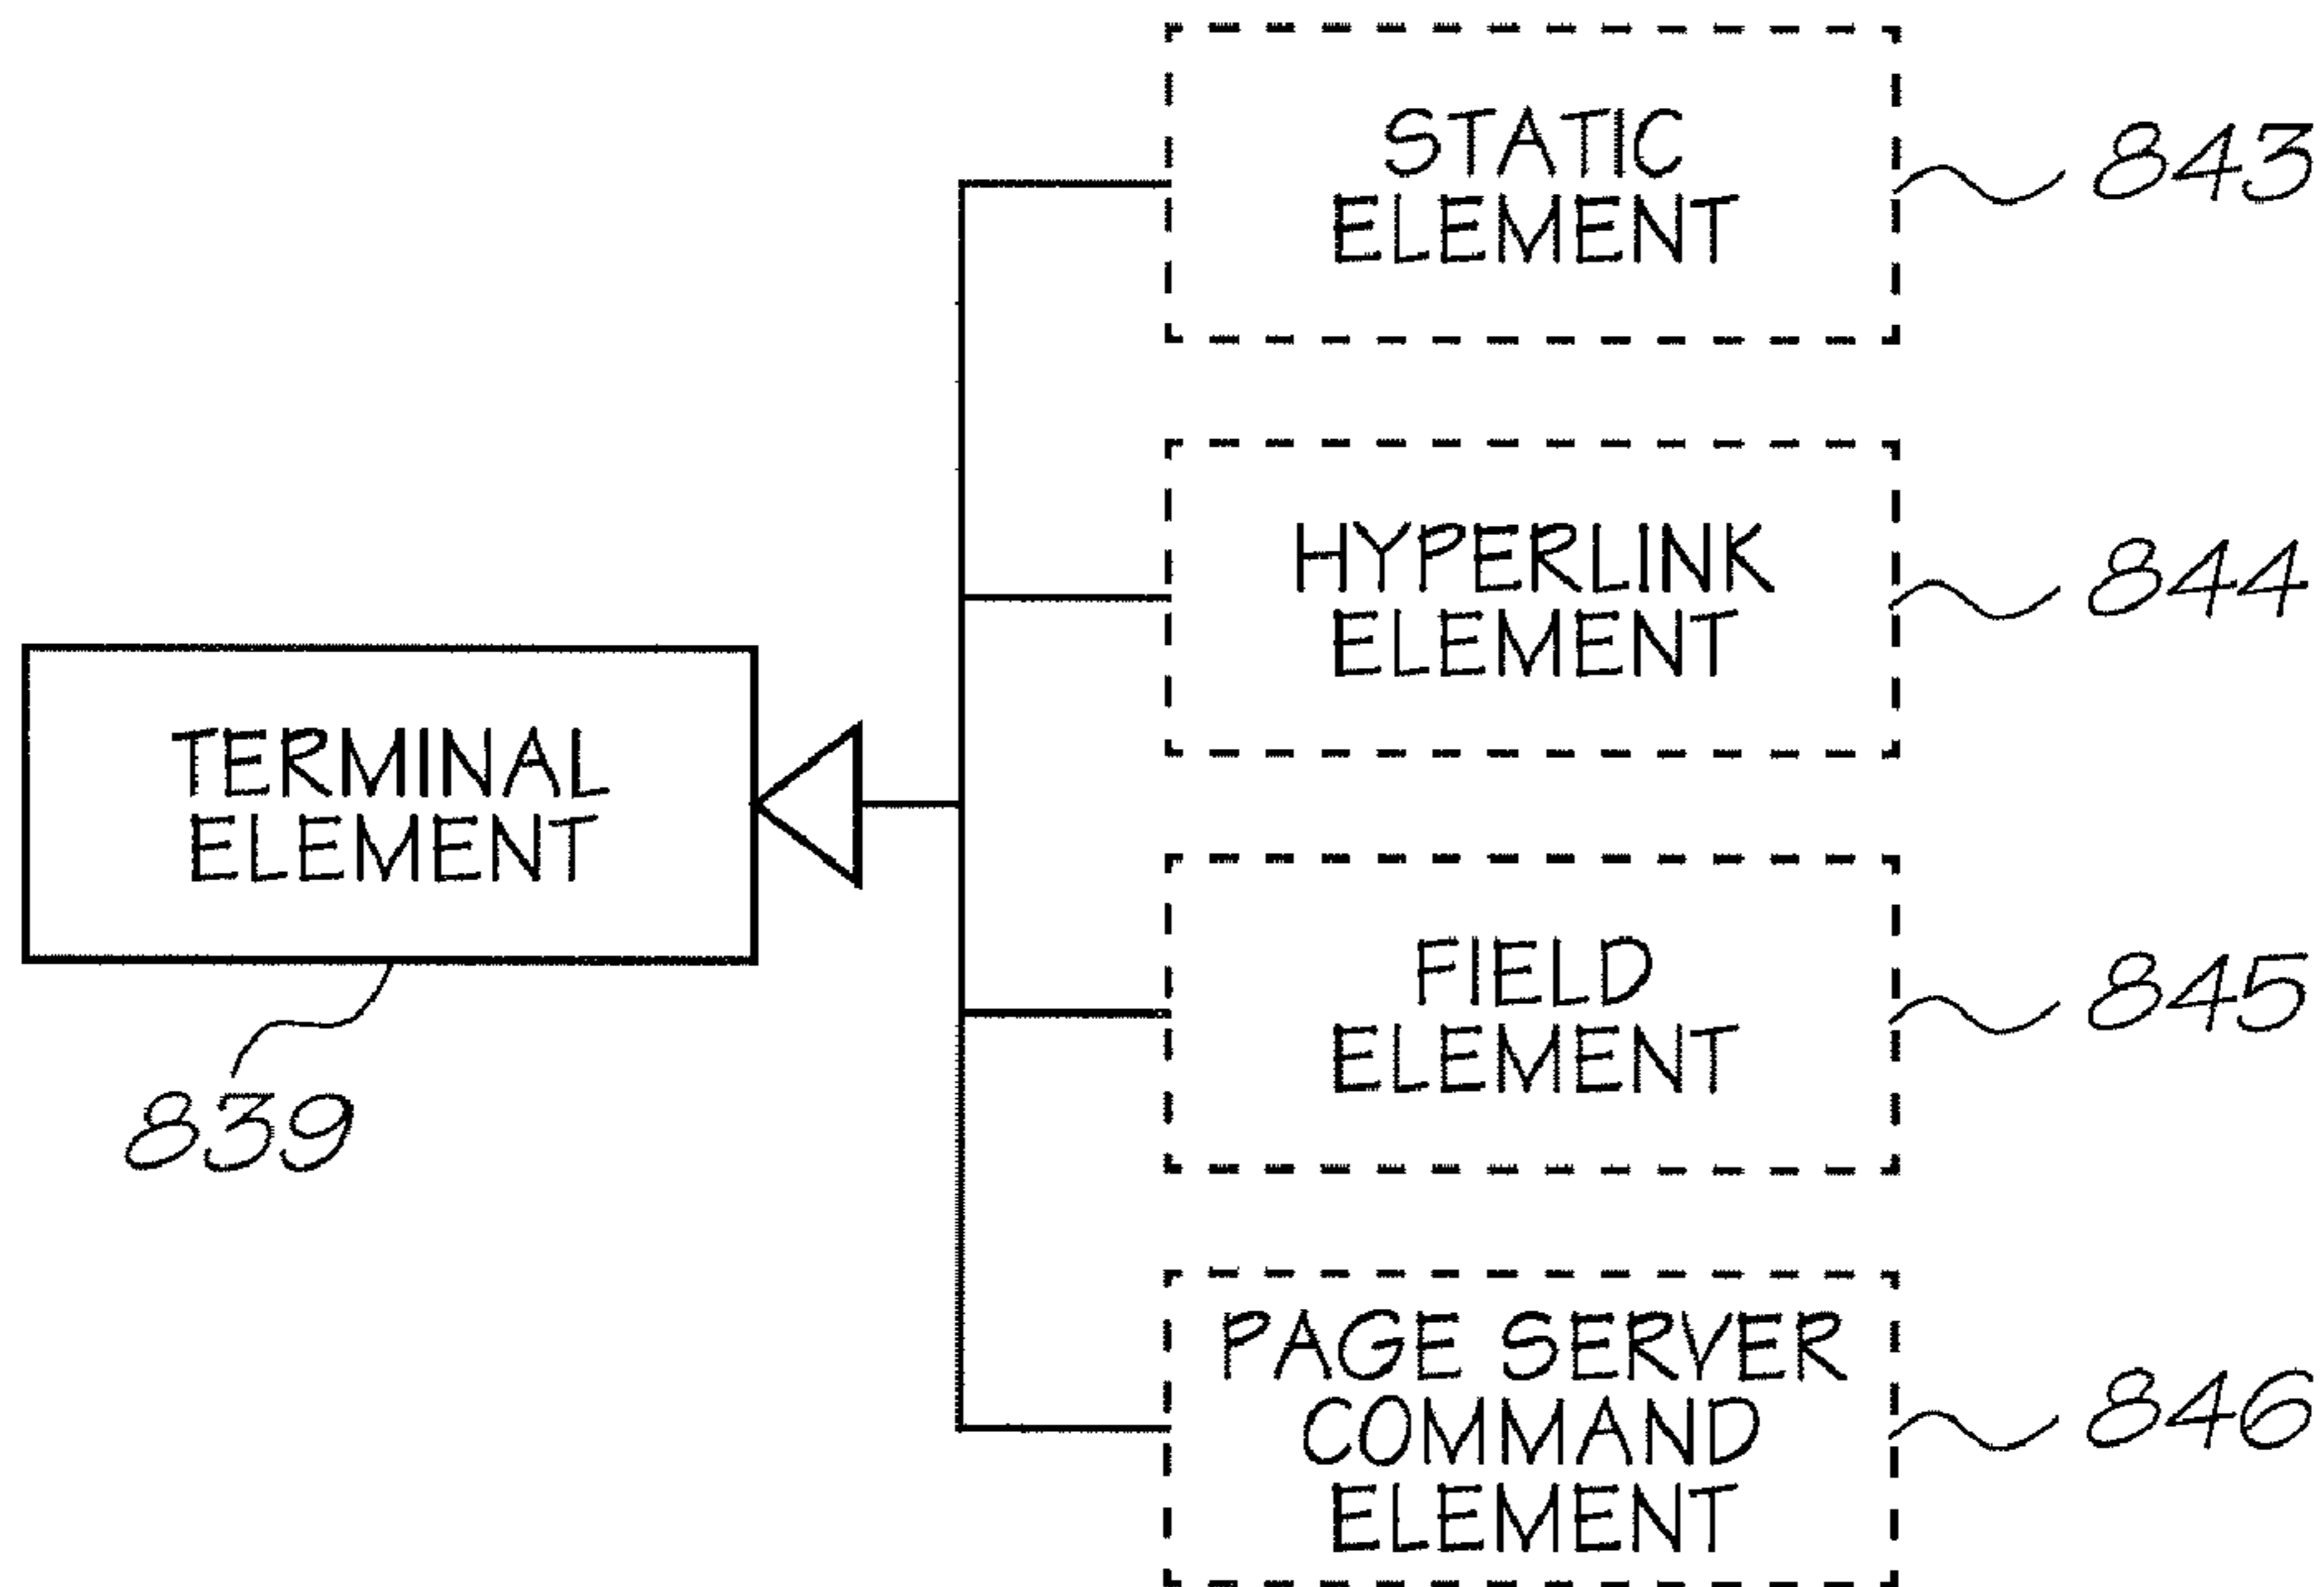 STATIC
ELEMENT
843
HYPERLINK
ELEMENT
844
TERMINAL
ELEMENT
839
FIELD
ELEMENT
845
PAGE SERVER
COMMAND
ELEMENT
846